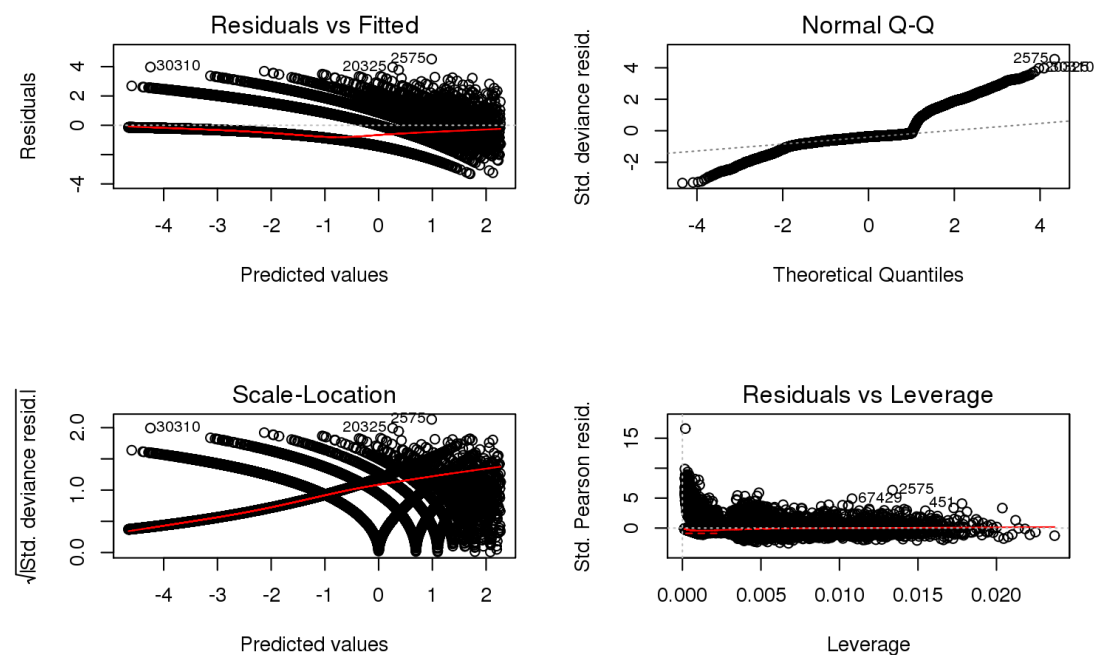 Residuals vs Fitted
Residuals
4
2
0
-4
30310
20325
2575
-4 -3 -2 -1 0 1 2
Predicted values
Normal Q-Q
Std. deviance resid.
4
2
0
-2
2575
-4 -2 0 2 4
Theoretical Quantiles
Scale-Location
√|Std. deviance resid.|
2.0
1.0
0.0
30310
20325
2575
-4 -3 -2 -1 0 1 2
Predicted values
Residuals vs Leverage
Std. Pearson resid.
15
5
0
67429
2575
451
0.000 0.005 0.010 0.015 0.020
Leverage